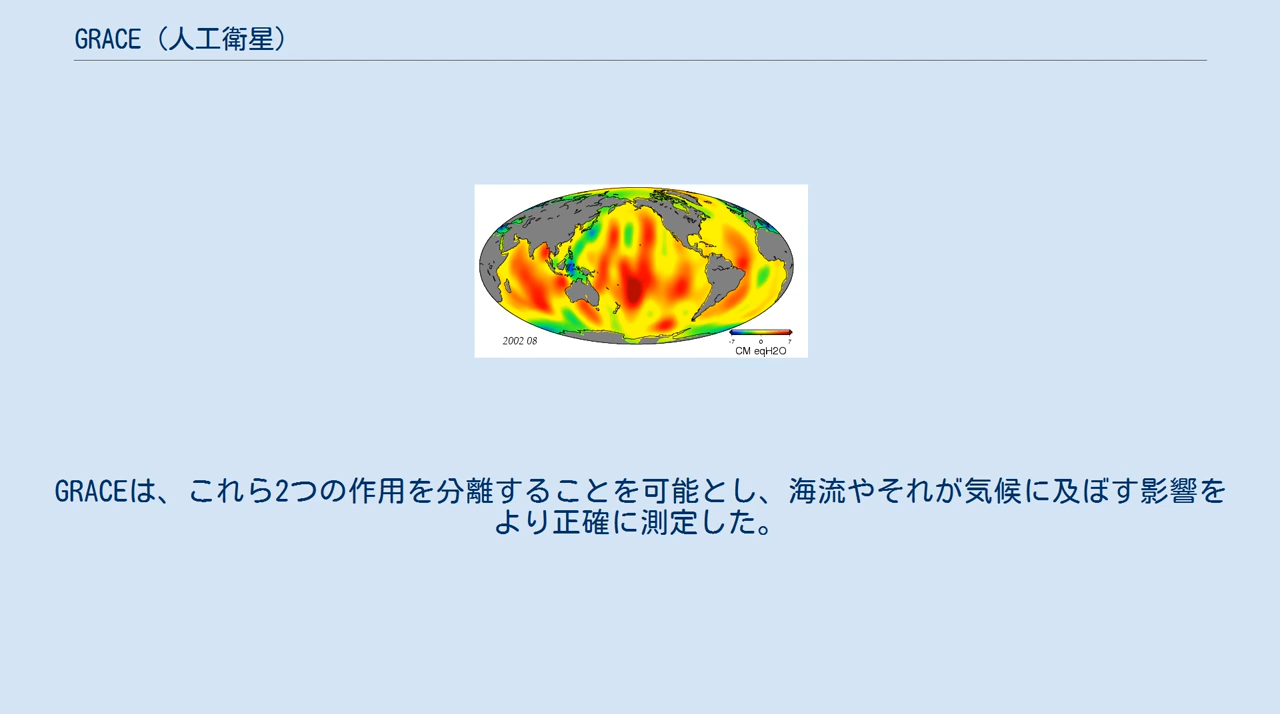 GRACE（人工衛星）
2002 08
-7 0 7
CM eqH2O
GRACEは、これら2つの作用を分離することを可能とし、海流やそれが気候に及ぼす影響を
より正確に測定した。